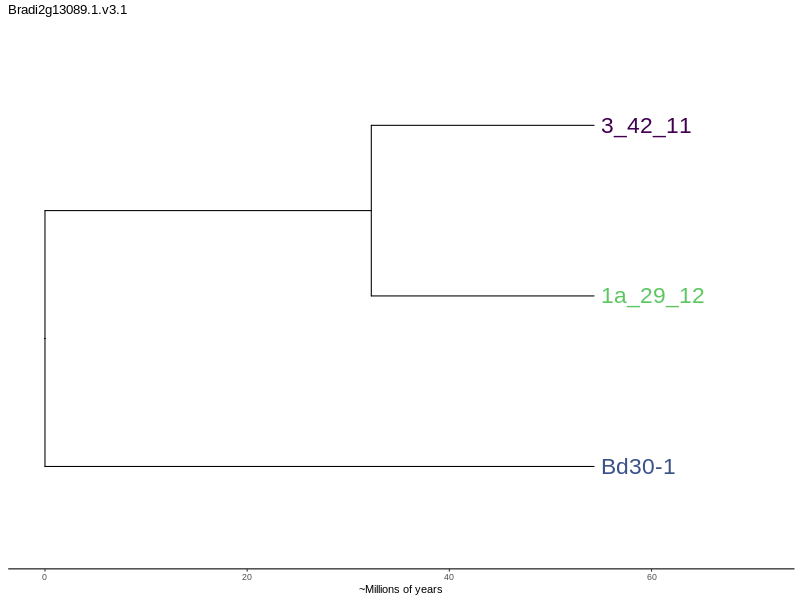 Bradi2g13089.1.v3.1
3_42_11
1a_29_12
Bd30-1
0 20 40 60
~Millions of years